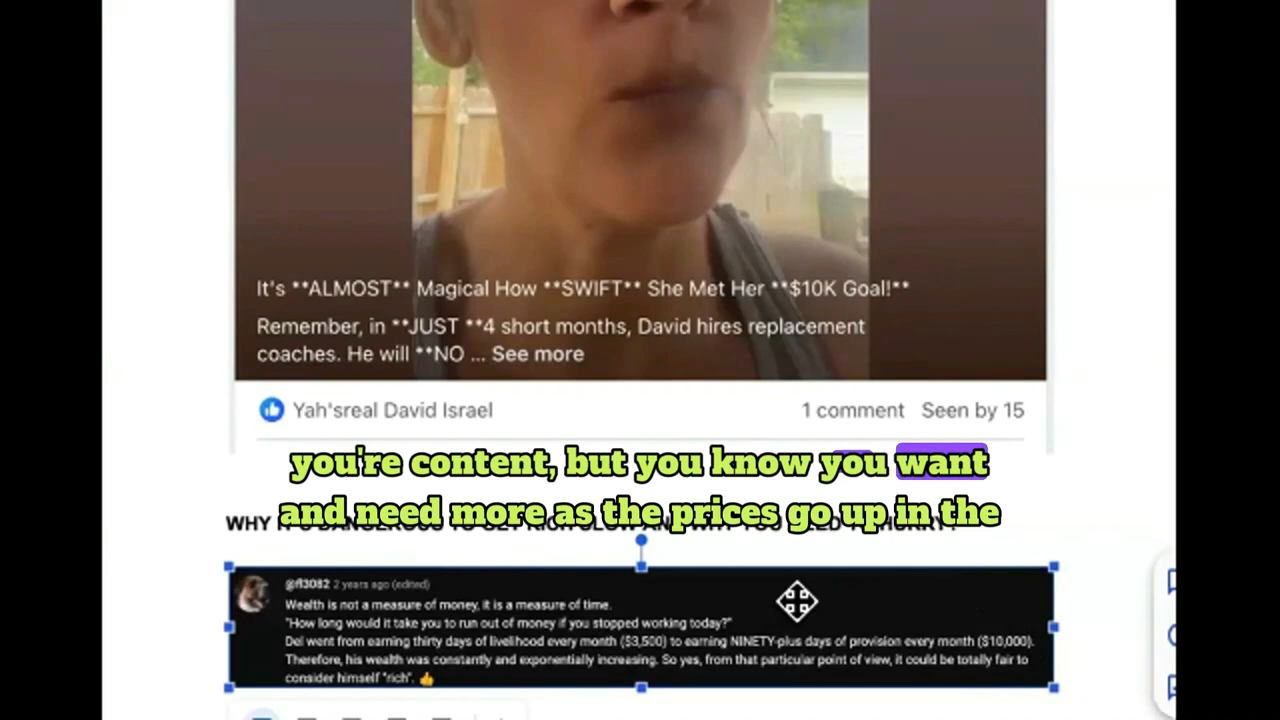 It's **ALMOST** Magical How **SWIFT** She Met Her **$10K Goal!**
Remember, in **JUST **4 short months, David hires replacement
coaches. He will **NO ... See more
Yah'sreal David Israel
1 comment Seen by 15
you're content, but you know you want
and need more as the prices go up in the
WHY
@ff3082 2 years ago (edited)
Wealth is not a measure of money, it is a measure of time.
"How long would it take you to run out of money if you stopped working today?"
Del went from earning thirty days of livelihood every month ($3,500) to earning NINETY-plus days of provision every month ($10,000).
Therefore, his wealth was constantly and exponentially increasing. So yes, from that particular point of view, it could be totally fair to
consider himself "rich". 👍